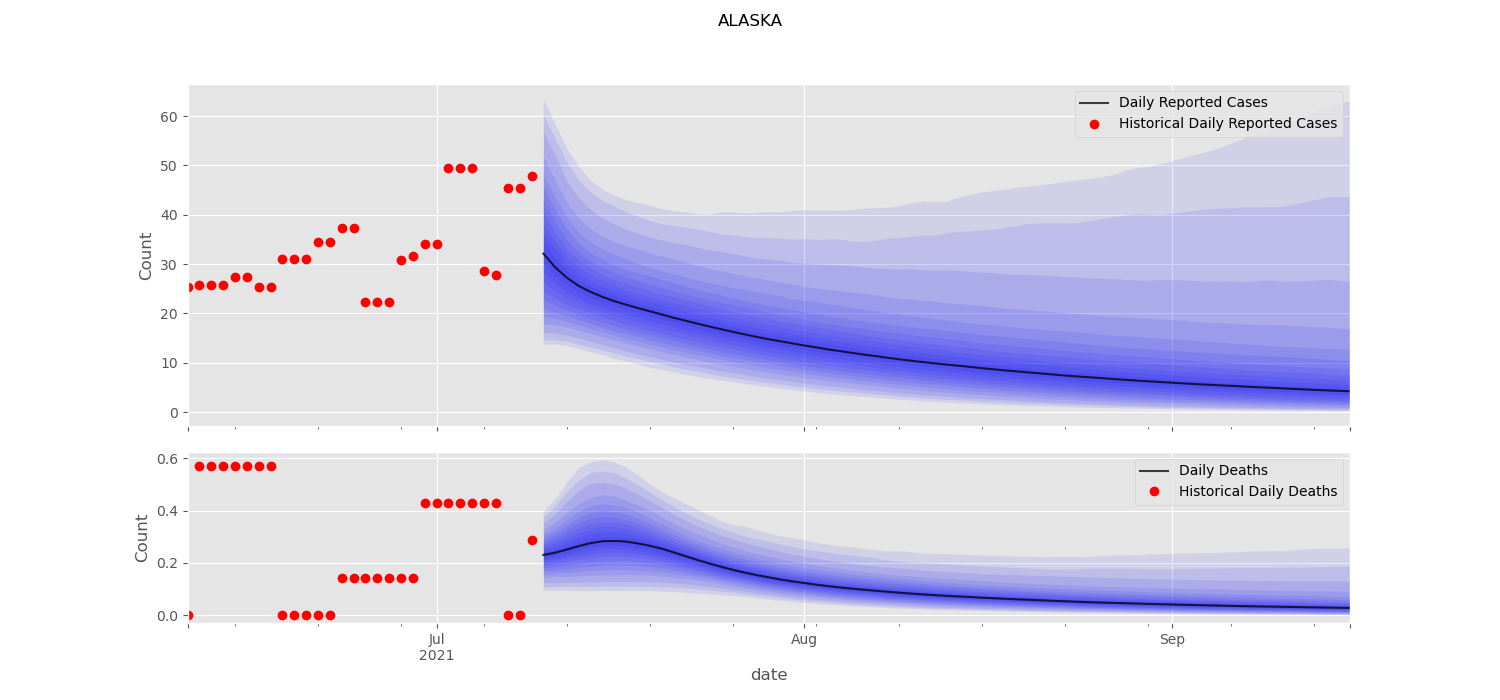 ALASKA
Daily Reported Cases
Historical Daily Reported Cases
Count
60
50
40
30
20
10
0
Daily Deaths
Historical Daily Deaths
Count
0.6
0.4
0.2
0.0
Jul
2021
Aug
Sep
date